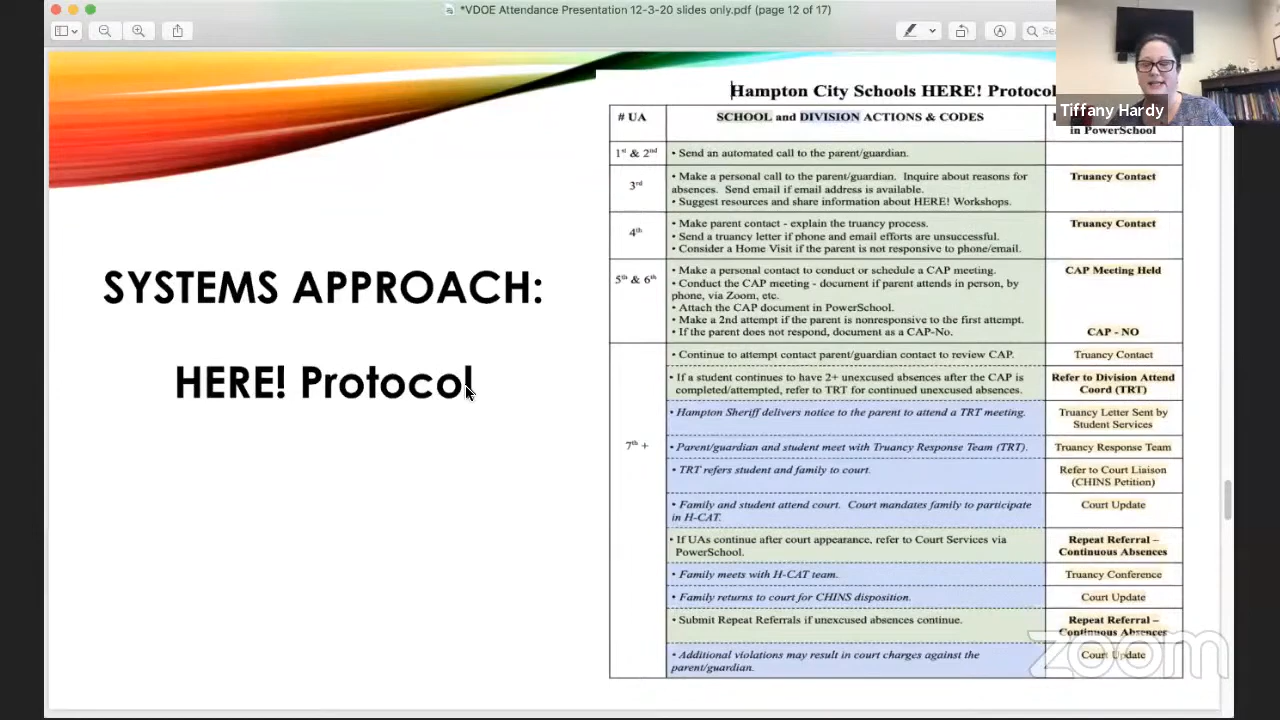 *VDOE Attendance Presentation 12-3-20 slides only.pdf (page 12 of 17)
Tiffany Hardy
SYSTEMS APPROACH:
HERE! Protocol
Hampton City Schools HERE! Protocol
# UA
SCHOOL and DIVISION ACTIONS & CODES
in PowerSchool
1st & 2nd
• Send an automated call to the parent/guardian.
3rd
• Make a personal call to the parent/guardian. Inquire about reasons for
absences. Send email if email address is available.
• Suggest resources and share information about HERE! Workshops.
Truancy Contact
4th
• Make parent contact - explain the truancy process.
• Send a truancy letter if phone and email efforts are unsuccessful.
• Consider a Home Visit if the parent is not responsive to phone/email.
Truancy Contact
5th & 6th
• Make a personal contact to conduct or schedule a CAP meeting.
• Conduct the CAP meeting - document if parent attends in person, by
phone, via Zoom, etc.
• Attach the CAP document in PowerSchool.
• Make a 2nd attempt if the parent is nonresponsive to the first attempt.
• If the parent does not respond, document as a CAP-No.
CAP Meeting Held
CAP - NO
7th +
• Continue to attempt contact parent/guardian contact to review CAP.
Truancy Contact
• If a student continues to have 2+ unexcused absences after the CAP is
completed/attempted, refer to TRT for continued unexcused absences.
Refer to Division Attend
Coord (TRT)
• Hampton Sheriff delivers notice to the parent to attend a TRT meeting.
Truancy Letter Sent by
Student Services
• Parent/guardian and student meet with Truancy Response Team (TRT).
Truancy Response Team
• TRT refers student and family to court.
Refer to Court Liaison
(CHINS Petition)
• Family and student attend court. Court mandates family to participate
in H-CAT.
Court Update
• If UAs continue after court appearance, refer to Court Services via
PowerSchool.
Repeat Referral –
Continuous Absences
• Family meets with H-CAT team.
Truancy Conference
• Family returns to court for CHINS disposition.
Court Update
• Submit Repeat Referrals if unexcused absences continue.
Repeat Referral –
Continuous Absences
• Additional violations may result in court charges against the
parent/guardian.
Court Update
zoom